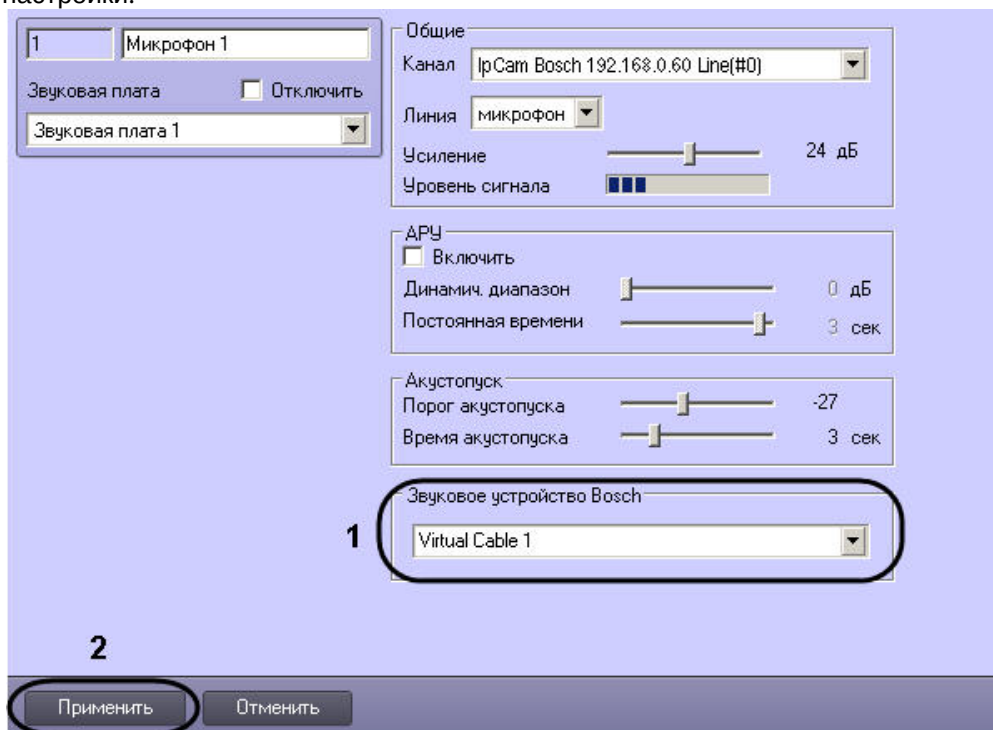 настройки.
1 Микрофон 1
Звуковая плата Отключить
Звуковая плата 1
Общие
Канал IpCam Bosch 192.168.0.60 Line(#0)
Линия микрофон
Усиление 24 дБ
Уровень сигнала
АРУ
Включить
Динамич. диапазон 0 дБ
Постоянная времени 3 сек
Акустопуск
Порог акустопуска -27
Время акустопуска 3 сек
Звуковое устройство Bosch
1 Virtual Cable 1
2
Применить Отменить